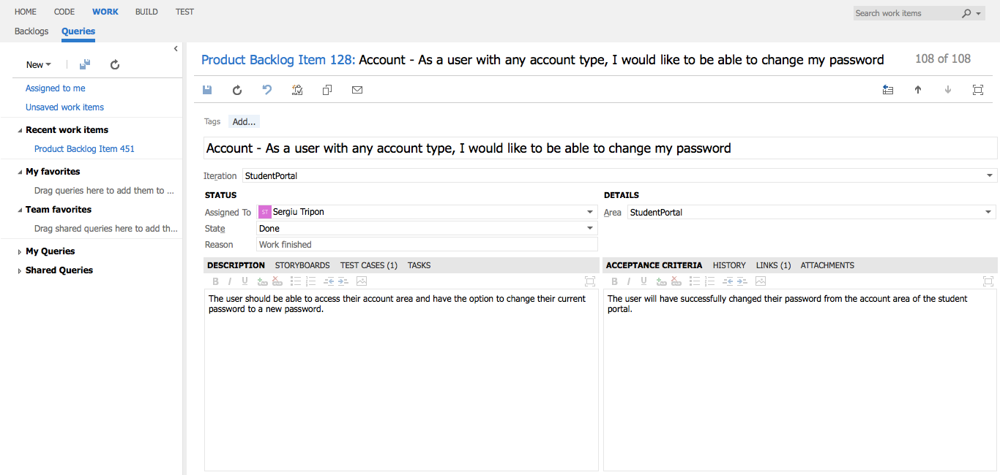 HOME CODE WORK BUILD TEST
Search work items
Backlogs Queries
New
Assigned to me
Unsaved work items
Recent work items
Product Backlog Item 451
My favorites
Drag queries here to add them to ...
Team favorites
Drag shared queries here to add th...
My Queries
Shared Queries
Product Backlog Item 128: Account - As a user with any account type, I would like to be able to change my password
108 of 108
Tags Add...
Account - As a user with any account type, I would like to be able to change my password
Iteration StudentPortal
STATUS
Assigned To ST Sergiu Tripon
State Done
Reason Work finished
DETAILS
Area StudentPortal
DESCRIPTION STORYBOARDS TEST CASES (1) TASKS
B I U
The user should be able to access their account area and have the option to change their current
password to a new password.
ACCEPTANCE CRITERIA HISTORY LINKS (1) ATTACHMENTS
B I U
The user will have successfully changed their password from the account area of the student
portal.